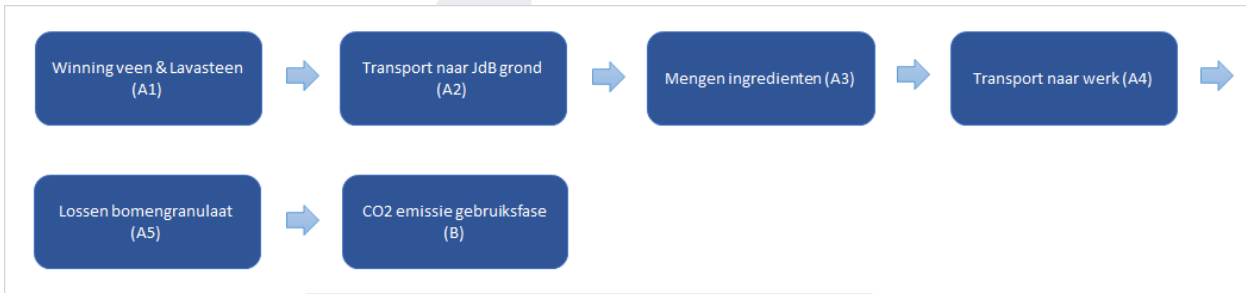 Winning veen & Lavasteen
(A1)
Transport naar JdB grond
(A2)
Mengen ingredienten (A3)
Transport naar werk (A4)
Lossen bomengranulaat
(A5)
CO2 emissie gebruiksfase
(B)